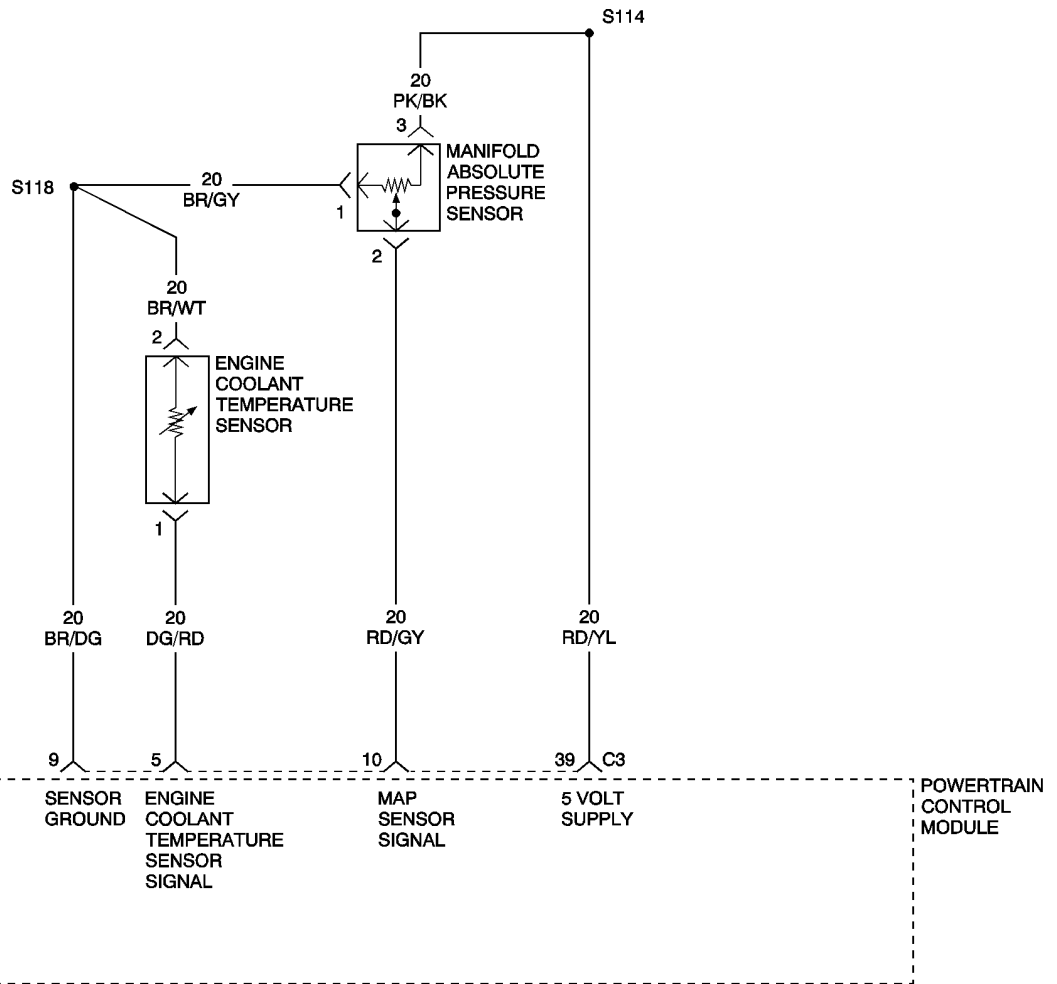 S114
20
PK/BK
3
MANIFOLD
ABSOLUTE
PRESSURE
SENSOR
S118
20
BR/GY
1
2
20
BR/WT
2
ENGINE
COOLANT
TEMPERATURE
SENSOR
1
20
BR/DG
20
DG/RD
20
RD/GY
20
RD/YL
9
5
10
39
C3
SENSOR
GROUND
ENGINE
COOLANT
TEMPERATURE
SENSOR
SIGNAL
MAP
SENSOR
SIGNAL
5 VOLT
SUPPLY
POWERTRAIN
CONTROL
MODULE